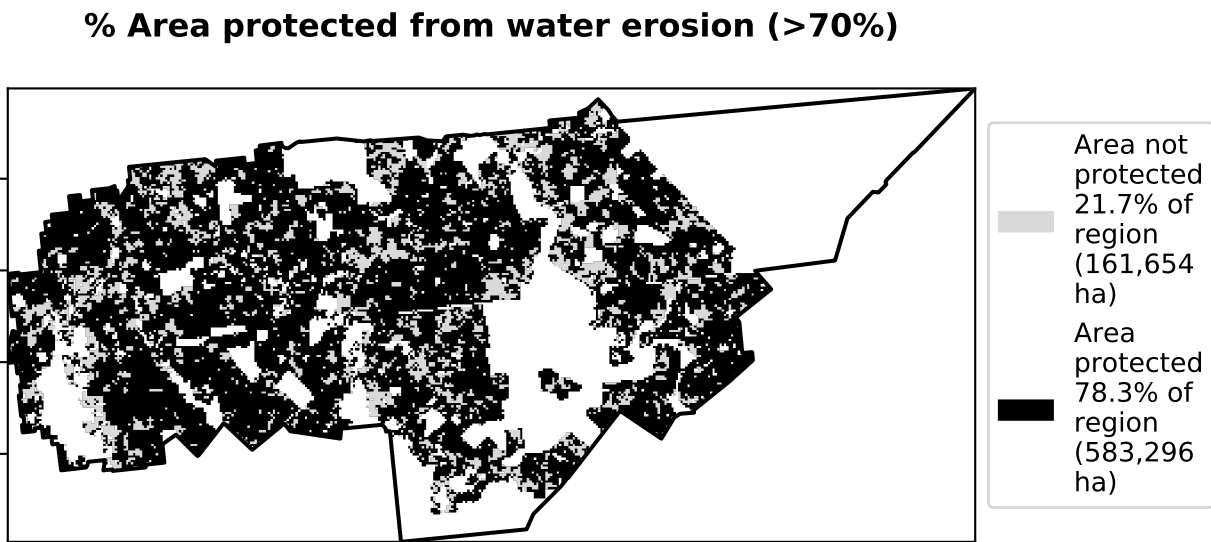 % Area protected from water erosion (>70%)
Area not
protected
21.7% of
region
(161,654
ha)
Area
protected
78.3% of
region
(583,296
ha)